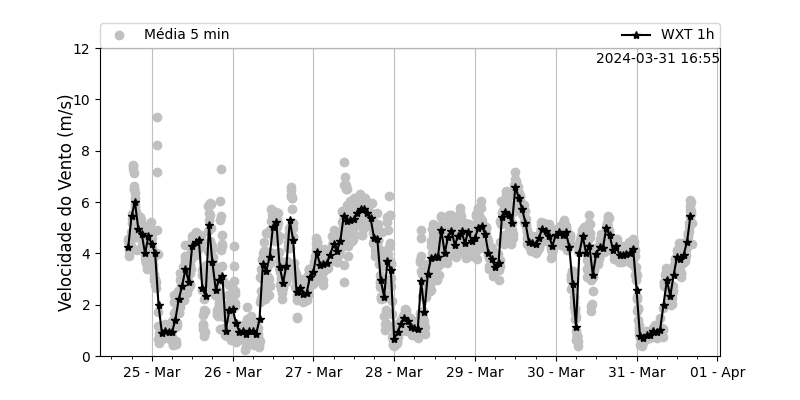 Média 5 min
WXT 1h
2024-03-31 16:55
Velocidade do Vento (m/s)
12
10
8
6
4
2
0
25 - Mar 26 - Mar 27 - Mar 28 - Mar 29 - Mar 30 - Mar 31 - Mar 01 - Apr